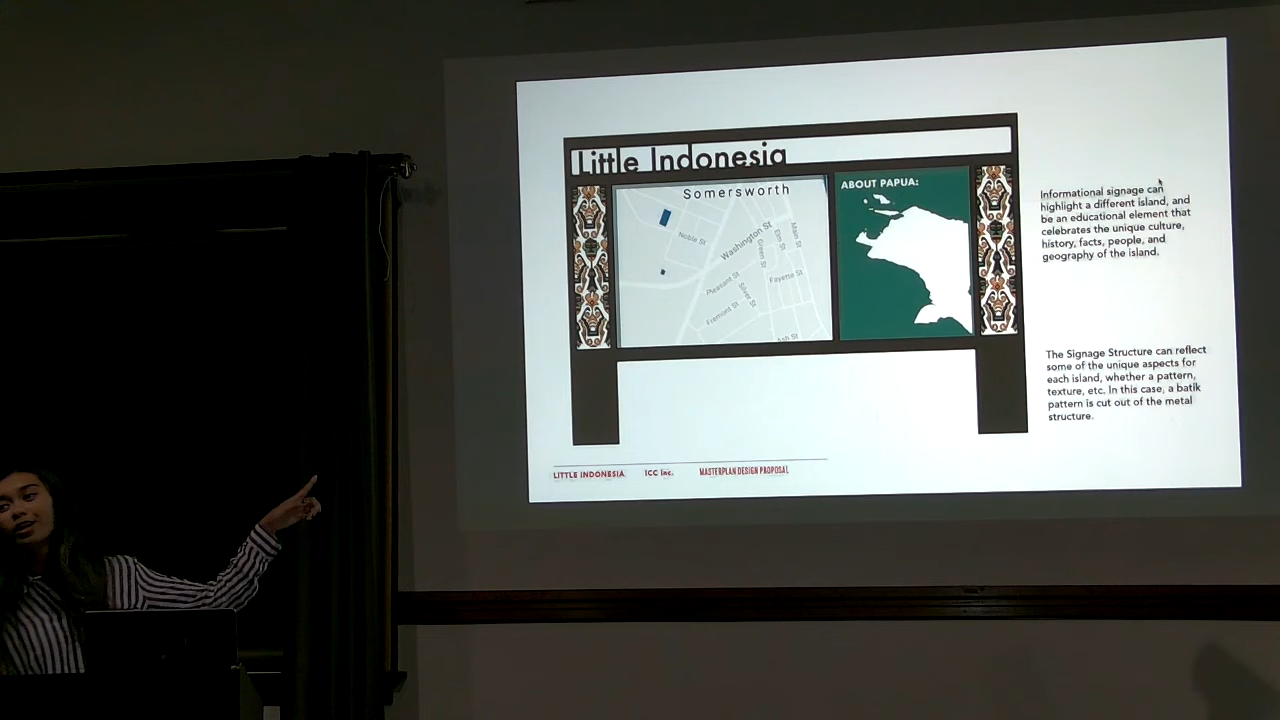 Little Indonesia
Somersworth
Noble St
Washington St
Elm St
Main St
Green St
Pleasant St
Silver St
Fayette St
Fremont St
Ash St
ABOUT PAPUA:
Informational signage can
highlight a different island, and
be an educational element that
celebrates the unique culture,
history, facts, people, and
geography of the island.
The Signage Structure can reflect
some of the unique aspects for
each island, whether a pattern,
texture, etc. In this case, a batik
pattern is cut out of the metal
structure.
LITTLE INDONESIA ICC Inc. MASTERPLAN DESIGN PROPOSAL